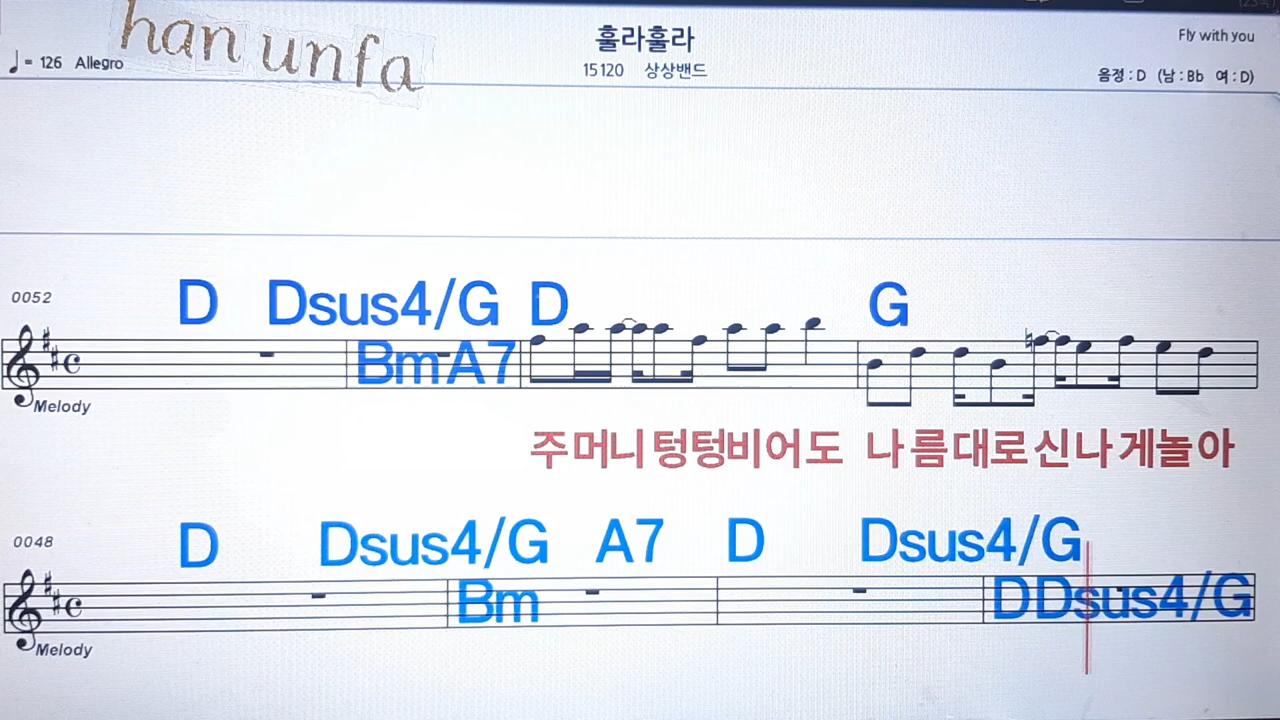 han unfa
훌라훌라
Fly with you
♩= 126 Allegro
15120 상상밴드
음정 : D (남 : Bb 여 : D)
0052
D Dsus4/G D G
Bm A7
Melody
주머니텅텅비어도 나름대로신나게놀아
0048
D Dsus4/G A7 D Dsus4/G
Bm DDsus4/G
Melody